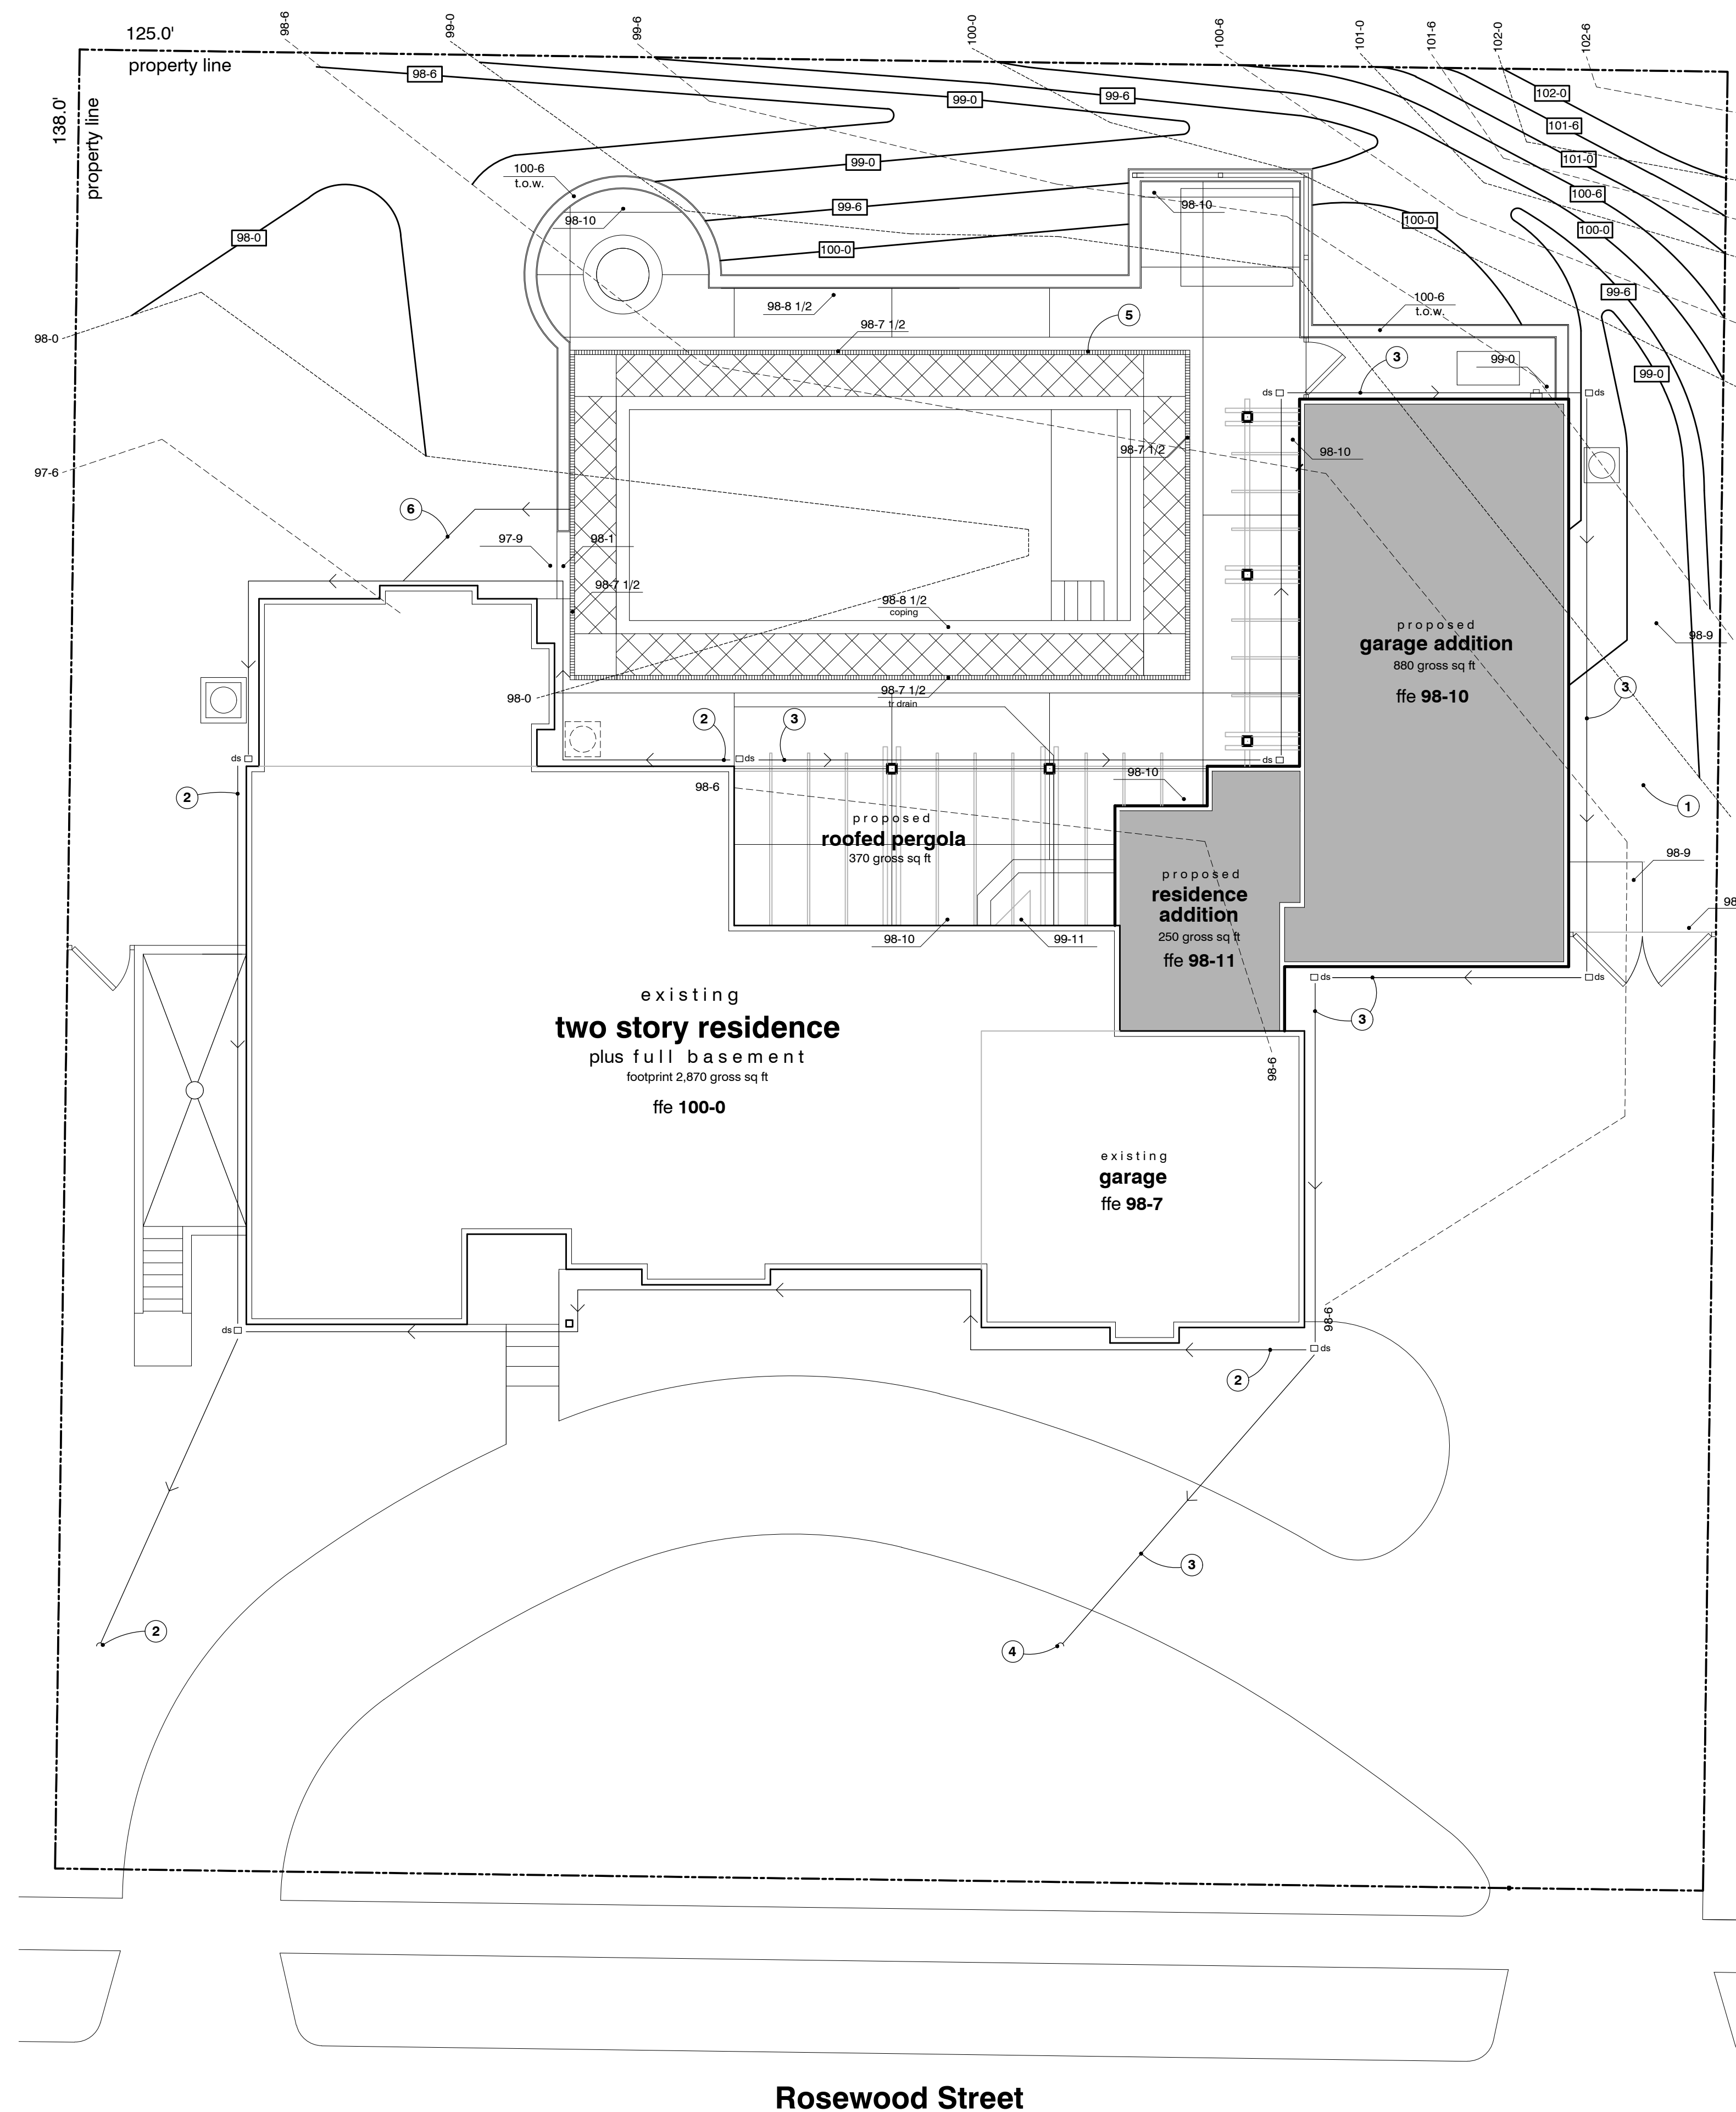 98-6
99-0
99-6
100-0
100-6
101-0
101-6
102-0
102-6
125.0'
property line
138.0'
property line
98-6
99-0
99-6
102-0
101-6
101-0
100-6
100-0
99-0
99-6
100-0
100-0
99-6
99-0
98-0
100-6
t.o.w.
98-10
98-10
100-6
t.o.w.
98-8 1/2
98-7 1/2
5
3
99-0
98-0
97-6
ds
ds
98-7 1/2
98-10
6
97-9
98-1
98-7 1/2
98-8 1/2
coping
98-7 1/2
tr drain
98-0
proposed
garage addition
880 gross sq ft
ffe 98-10
98-9
3
2
3
ds
ds
ds
2
98-6
98-10
1
98-9
98
proposed
roofed pergola
370 gross sq ft
98-10
99-11
proposed
residence
addition
250 gross sq ft
ffe 98-11
ds
ds
3
98-6
existing
two story residence
plus full basement
footprint 2,870 gross sq ft
ffe 100-0
existing
garage
ffe 98-7
98-6
ds
ds
2
3
2
4
Rosewood Street